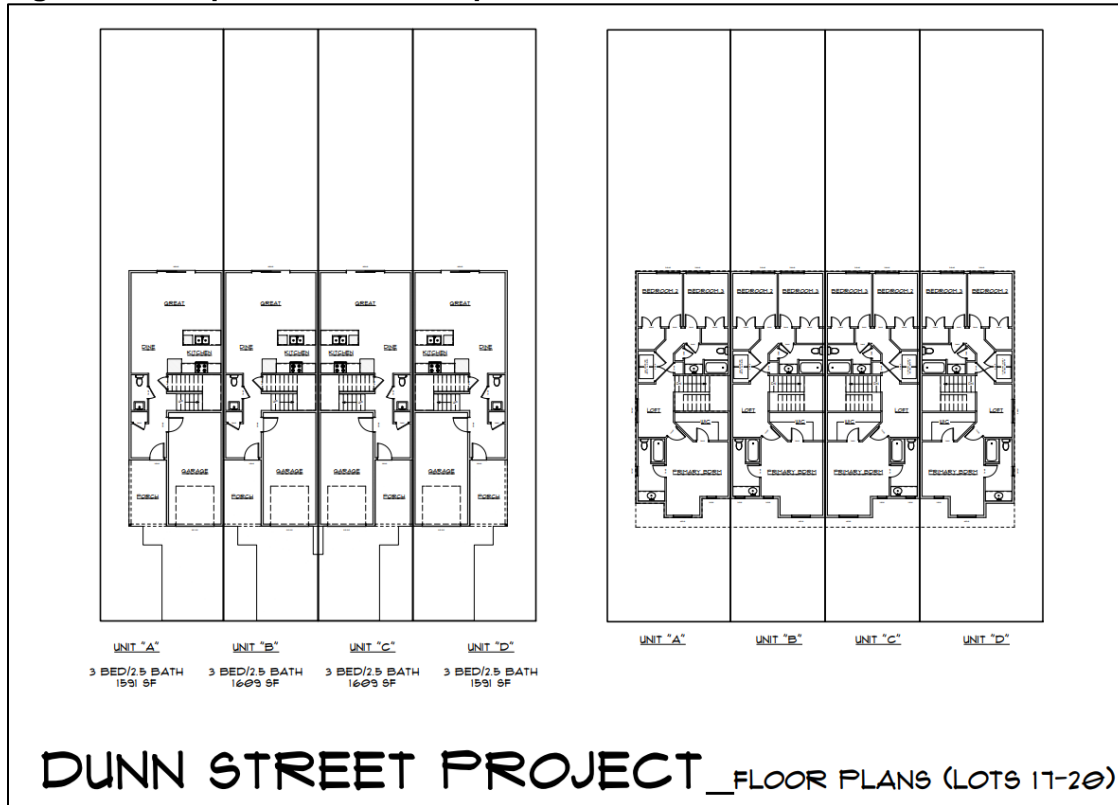 GREAT GREAT GREAT GREAT
DINE DINE DINE DINE
KITCHEN KITCHEN KITCHEN KITCHEN
GARAGE GARAGE GARAGE GARAGE
PORCH PORCH PORCH PORCH
BEDROOM 2 BEDROOM 3 BEDROOM 2 BEDROOM 3 BEDROOM 3 BEDROOM 2 BEDROOM 3 BEDROOM 2
LOFT LOFT LOFT LOFT
WIC WIC WIC WIC
PRIMARY BDRM PRIMARY BDRM PRIMARY BDRM PRIMARY BDRM
UNIT "A" UNIT "B" UNIT "C" UNIT "D"
3 BED/2.5 BATH 3 BED/2.5 BATH 3 BED/2.5 BATH 3 BED/2.5 BATH
1591 SF 1609 SF 1609 SF 1591 SF
UNIT "A" UNIT "B" UNIT "C" UNIT "D"
DUNN STREET PROJECT_FLOOR PLANS (LOTS 17-20)